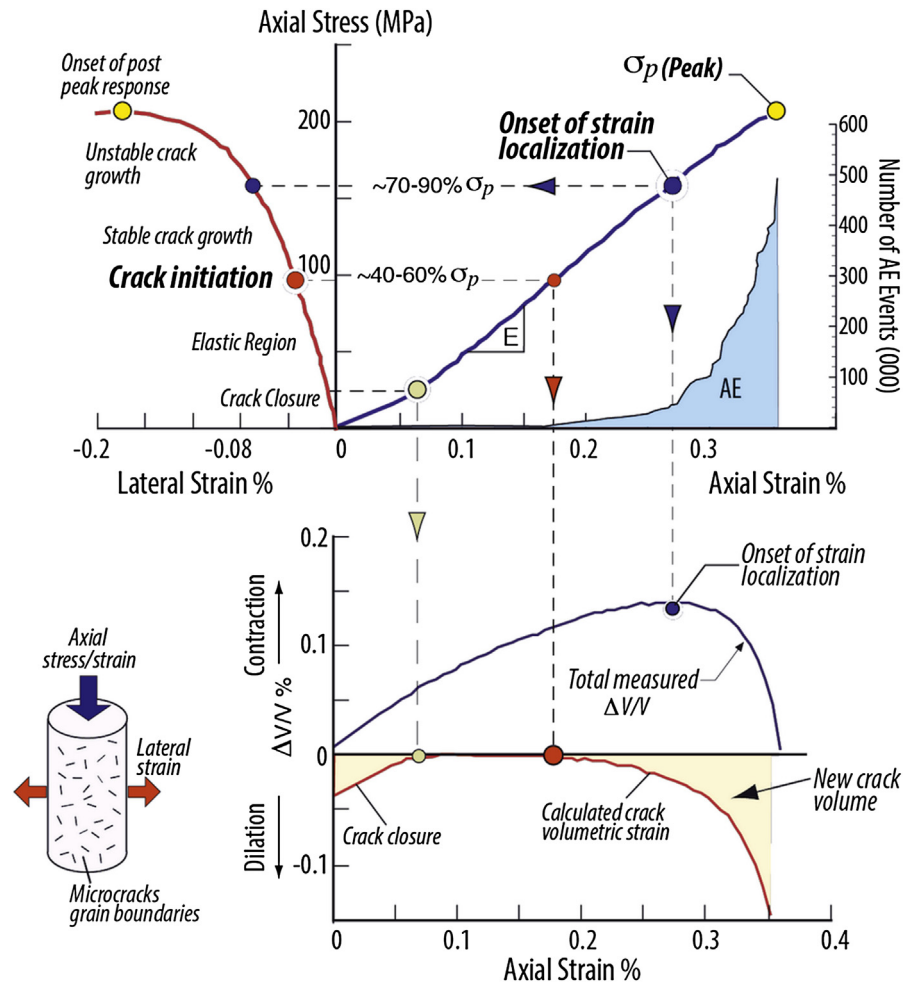 Axial Stress (MPa)
Onset of post
peak response
σp (Peak)
200
Onset of strain
localization
600
Unstable crack
growth
500
~70-90% σp
Stable crack growth
400
100
Crack initiation
~40-60% σp
300
Number of AE Events (000)
Elastic Region
E
200
Crack Closure
AE
100
-0.2
-0.08
0
0.1
0.2
0.3
Lateral Strain %
Axial Strain %
0.2
Onset of strain
localization
Contraction
0.1
Axial
stress/strain
Total measured
ΔV/V
ΔV/V %
Lateral
strain
0
New crack
volume
Calculated crack
volumetric strain
Crack closure
Dilation
-0.1
Microcracks
grain boundaries
0
0.1
0.2
0.3
0.4
Axial Strain %